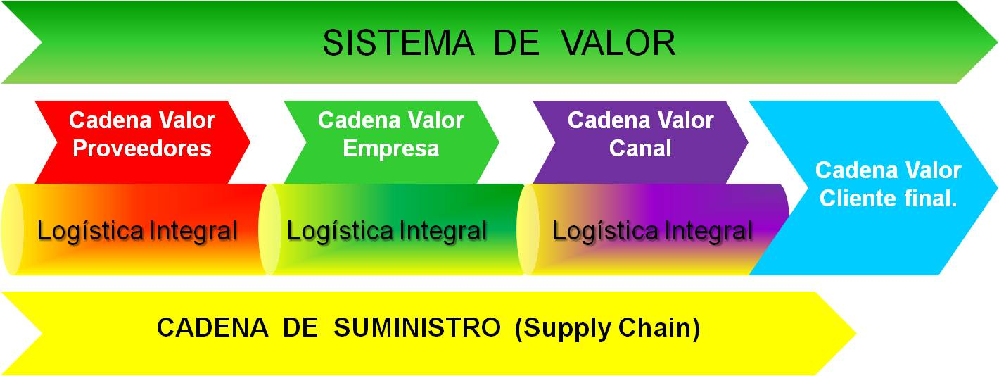 SISTEMA DE VALOR
Cadena Valor
Proveedores
Cadena Valor
Empresa
Cadena Valor
Canal
Cadena Valor
Cliente final.
Logística Integral
Logística Integral
Logística Integral
CADENA DE SUMINISTRO (Supply Chain)